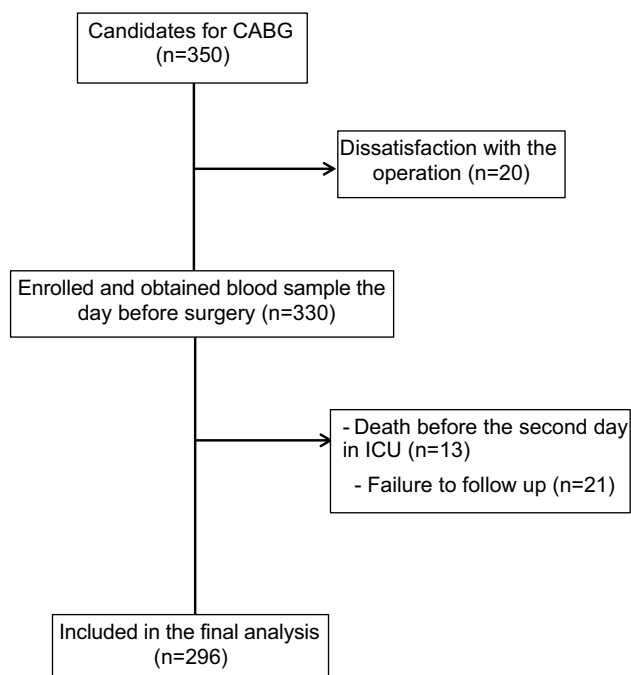 Candidates for CABG
(n=350)
Dissatisfaction with the
operation (n=20)
Enrolled and obtained blood sample the
day before surgery (n=330)
- Death before the second day
in ICU (n=13)
- Failure to follow up (n=21)
Included in the final analysis
(n=296)